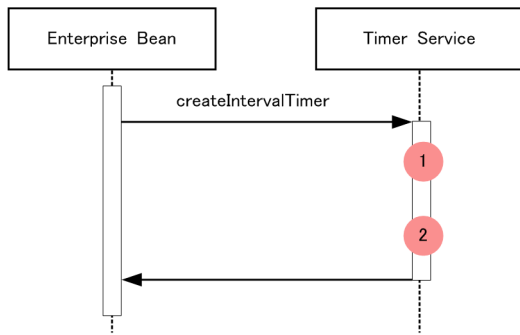 Enterprise Bean
Timer Service
createIntervalTimer
1
2